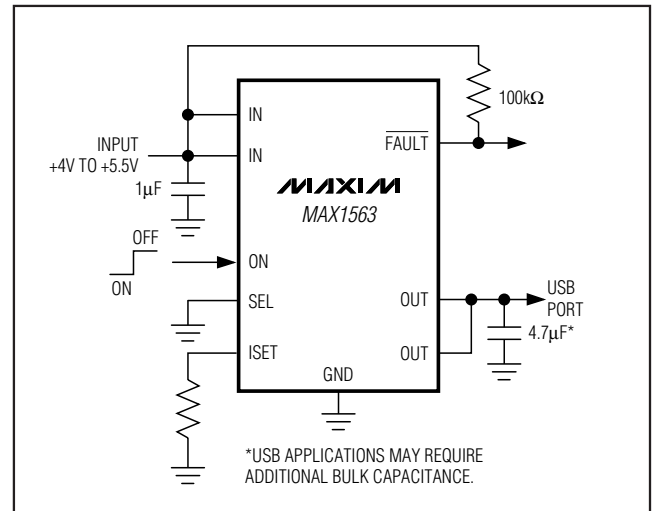 100kΩ
IN
FAULT
INPUT
+4V TO +5.5V
IN
1µF
MAXIM
MAX1563
OFF
ON
ON
SEL
OUT
USB
PORT
4.7µF*
ISET
OUT
GND
*USB APPLICATIONS MAY REQUIRE
ADDITIONAL BULK CAPACITANCE.